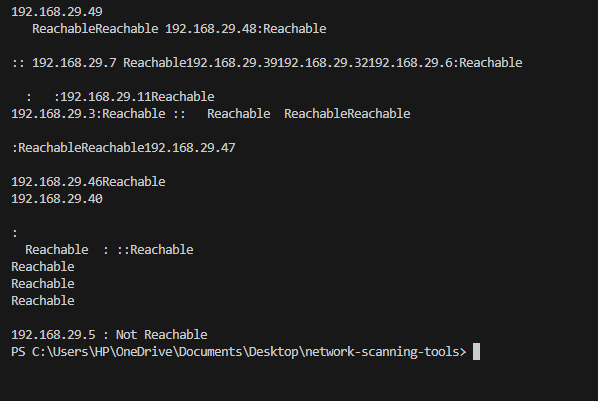 192.168.29.49
ReachableReachable 192.168.29.48:Reachable
:: 192.168.29.7 Reachable192.168.29.39192.168.29.32192.168.29.6:Reachable
:   :192.168.29.11Reachable
192.168.29.3:Reachable ::   Reachable  ReachableReachable
:ReachableReachable192.168.29.47
192.168.29.46Reachable
192.168.29.40
:
Reachable  : ::Reachable
Reachable
Reachable
Reachable
192.168.29.5 : Not Reachable
PS C:\Users\HP\OneDrive\Documents\Desktop\network-scanning-tools>